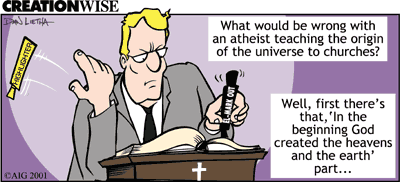 CREATIONWISE
DAN LIETHA
What would be wrong with
an atheist teaching the origin
of the universe to churches?
HIGHLIGHTER
Well, first there's
that,'In the
beginning God
created the heavens
and the earth'
part...
©AIG 2001